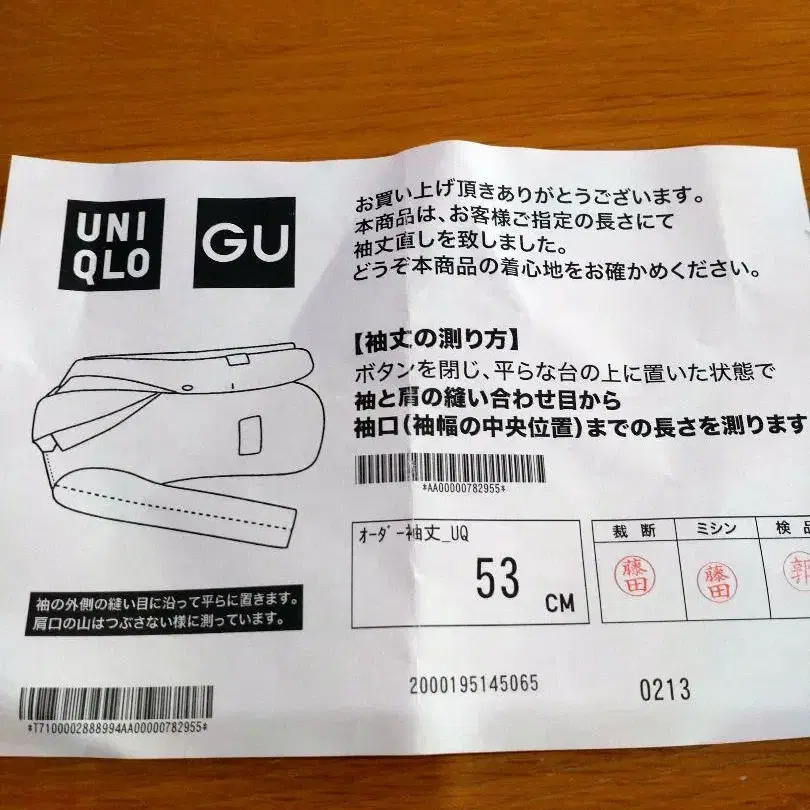 UNI
QLO
GU
お買い上げ頂きありがとうございます。
本商品は、お客様ご指定の長さにて
袖丈直しを致しました。
どうぞ本商品の着心地をお確かめください。
【袖丈の測り方】
ボタンを閉じ、平らな台の上に置いた状態で
袖と肩の縫い合わせ目から
袖口(袖幅の中央位置)までの長さを測ります
*AA00000782955*
オーダー袖丈_UQ
53
CM
裁断
ミシン
検品
藤田
藤田
郭
袖の外側の縫い目に沿って平らに置きます。
肩口の山はつぶさない様に測っています。
*T7100002888994AA00000782955*
2000195145065
0213